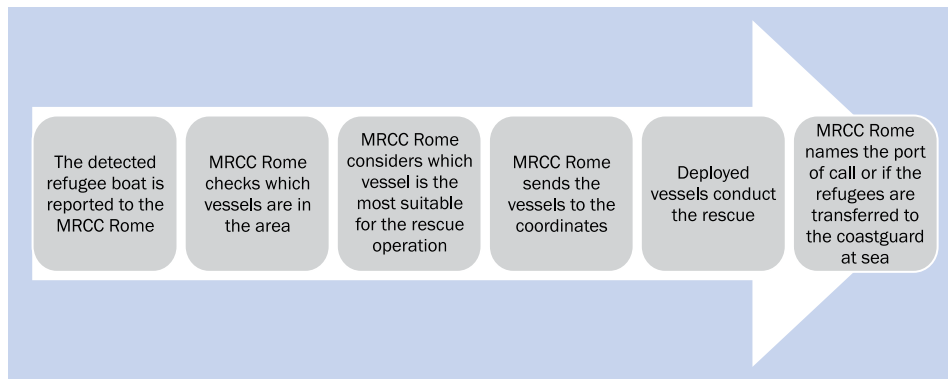 The detected
refugee boat is
reported to the
MRCC Rome
MRCC Rome
checks which
vessels are in
the area
MRCC Rome
considers which
vessel is the
most suitable
for the rescue
operation
MRCC Rome
sends the
vessels to the
coordinates
Deployed
vessels conduct
the rescue
MRCC Rome
names the port
of call or if the
refugees are
transferred to
the coastguard
at sea